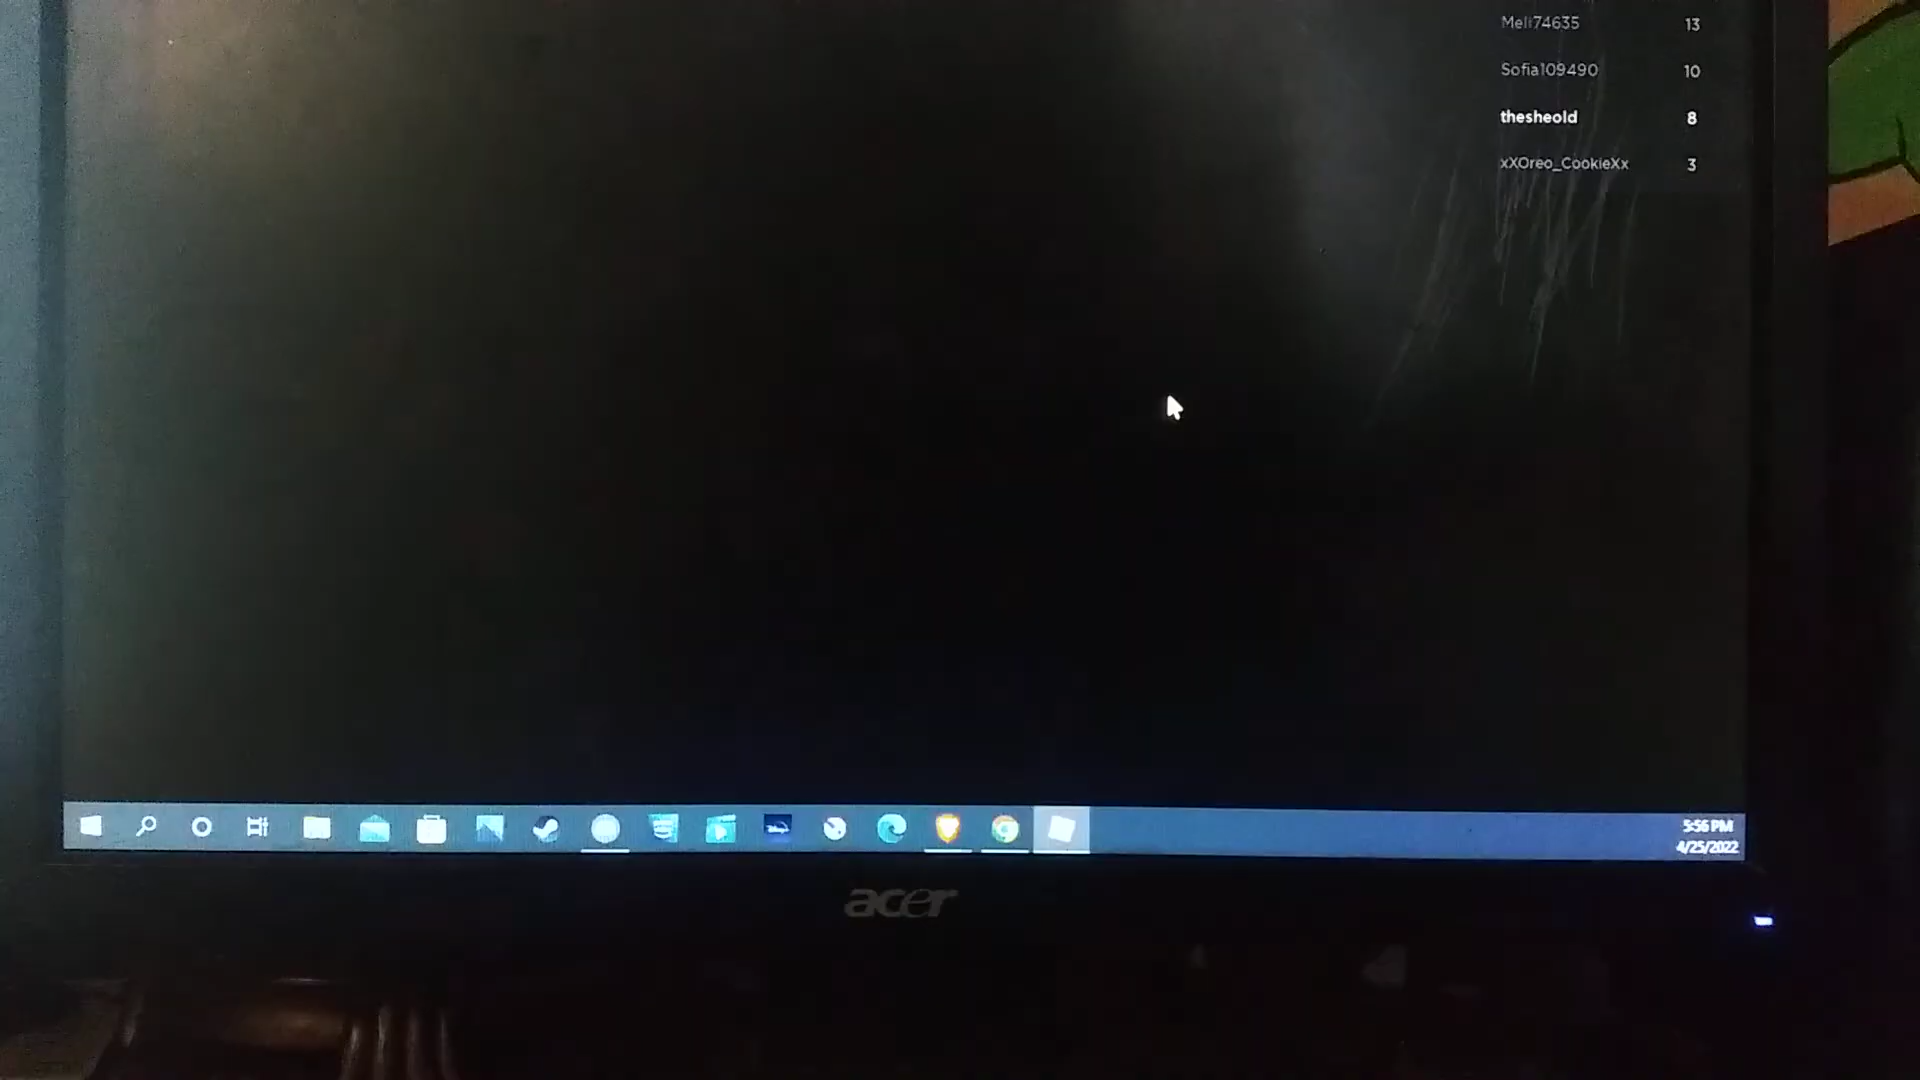 Meli74635 13
Sofia109490 10
thesheold 8
xXOreo_CookieXx 3
5:56 PM
4/25/2022
acer